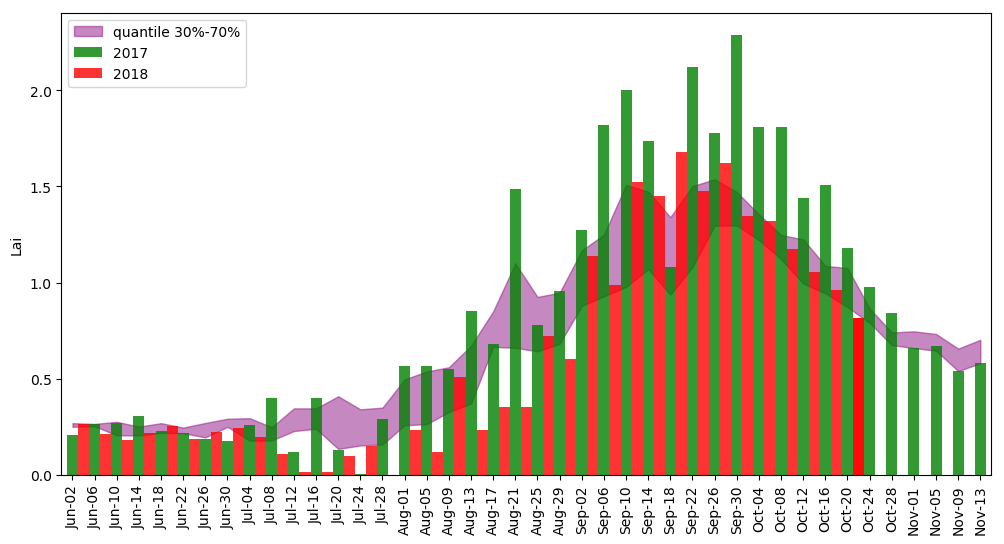 quantile 30%-70%
2017
2018
Lai
2.0
1.5
1.0
0.5
0.0
Jun-02
Jun-06
Jun-10
Jun-14
Jun-18
Jun-22
Jun-26
Jun-30
Jul-04
Jul-08
Jul-12
Jul-16
Jul-20
Jul-24
Jul-28
Aug-01
Aug-05
Aug-09
Aug-13
Aug-17
Aug-21
Aug-25
Aug-29
Sep-02
Sep-06
Sep-10
Sep-14
Sep-18
Sep-22
Sep-26
Sep-30
Oct-04
Oct-08
Oct-12
Oct-16
Oct-20
Oct-24
Oct-28
Nov-01
Nov-05
Nov-09
Nov-13